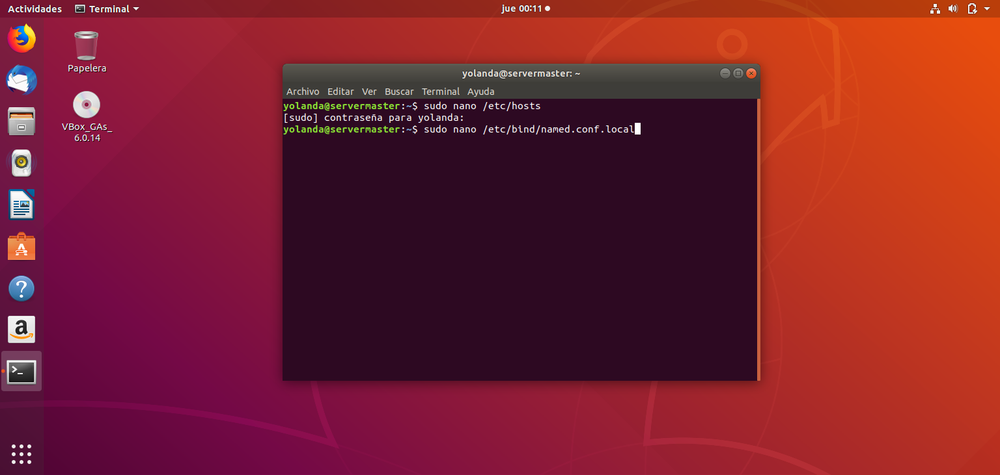 Actividades
Terminal
jue 00:11
Papelera
VBox_GAs_
6.0.14
yolanda@servermaster: ~
Archivo Editar Ver Buscar Terminal Ayuda
yolanda@servermaster:~$ sudo nano /etc/hosts
[sudo] contraseña para yolanda:
yolanda@servermaster:~$ sudo nano /etc/bind/named.conf.local